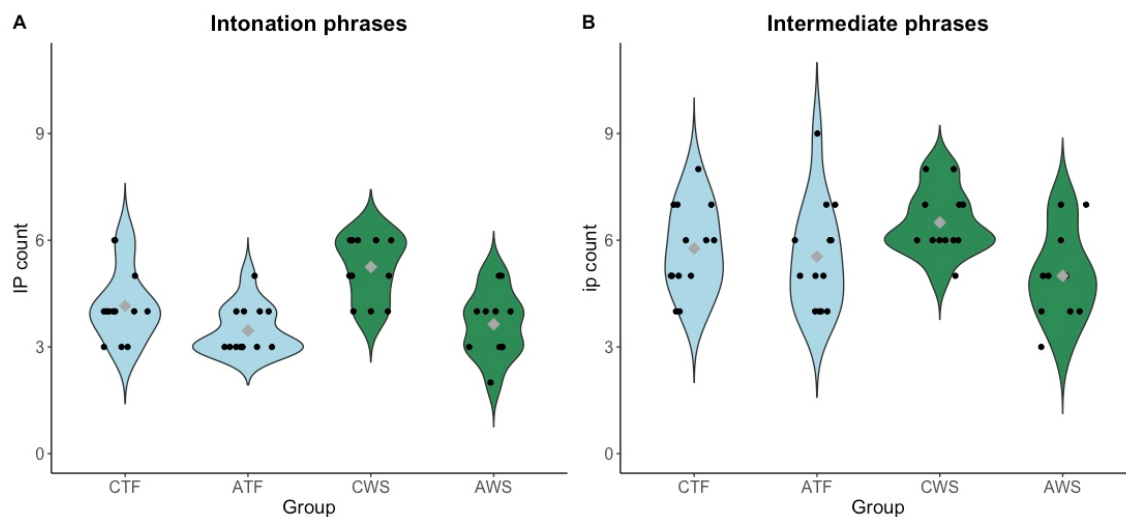 A
Intonation phrases
IP count
9
6
3
0
CTF
ATF
CWS
AWS
Group
B
Intermediate phrases
ip count
9
6
3
0
CTF
ATF
CWS
AWS
Group